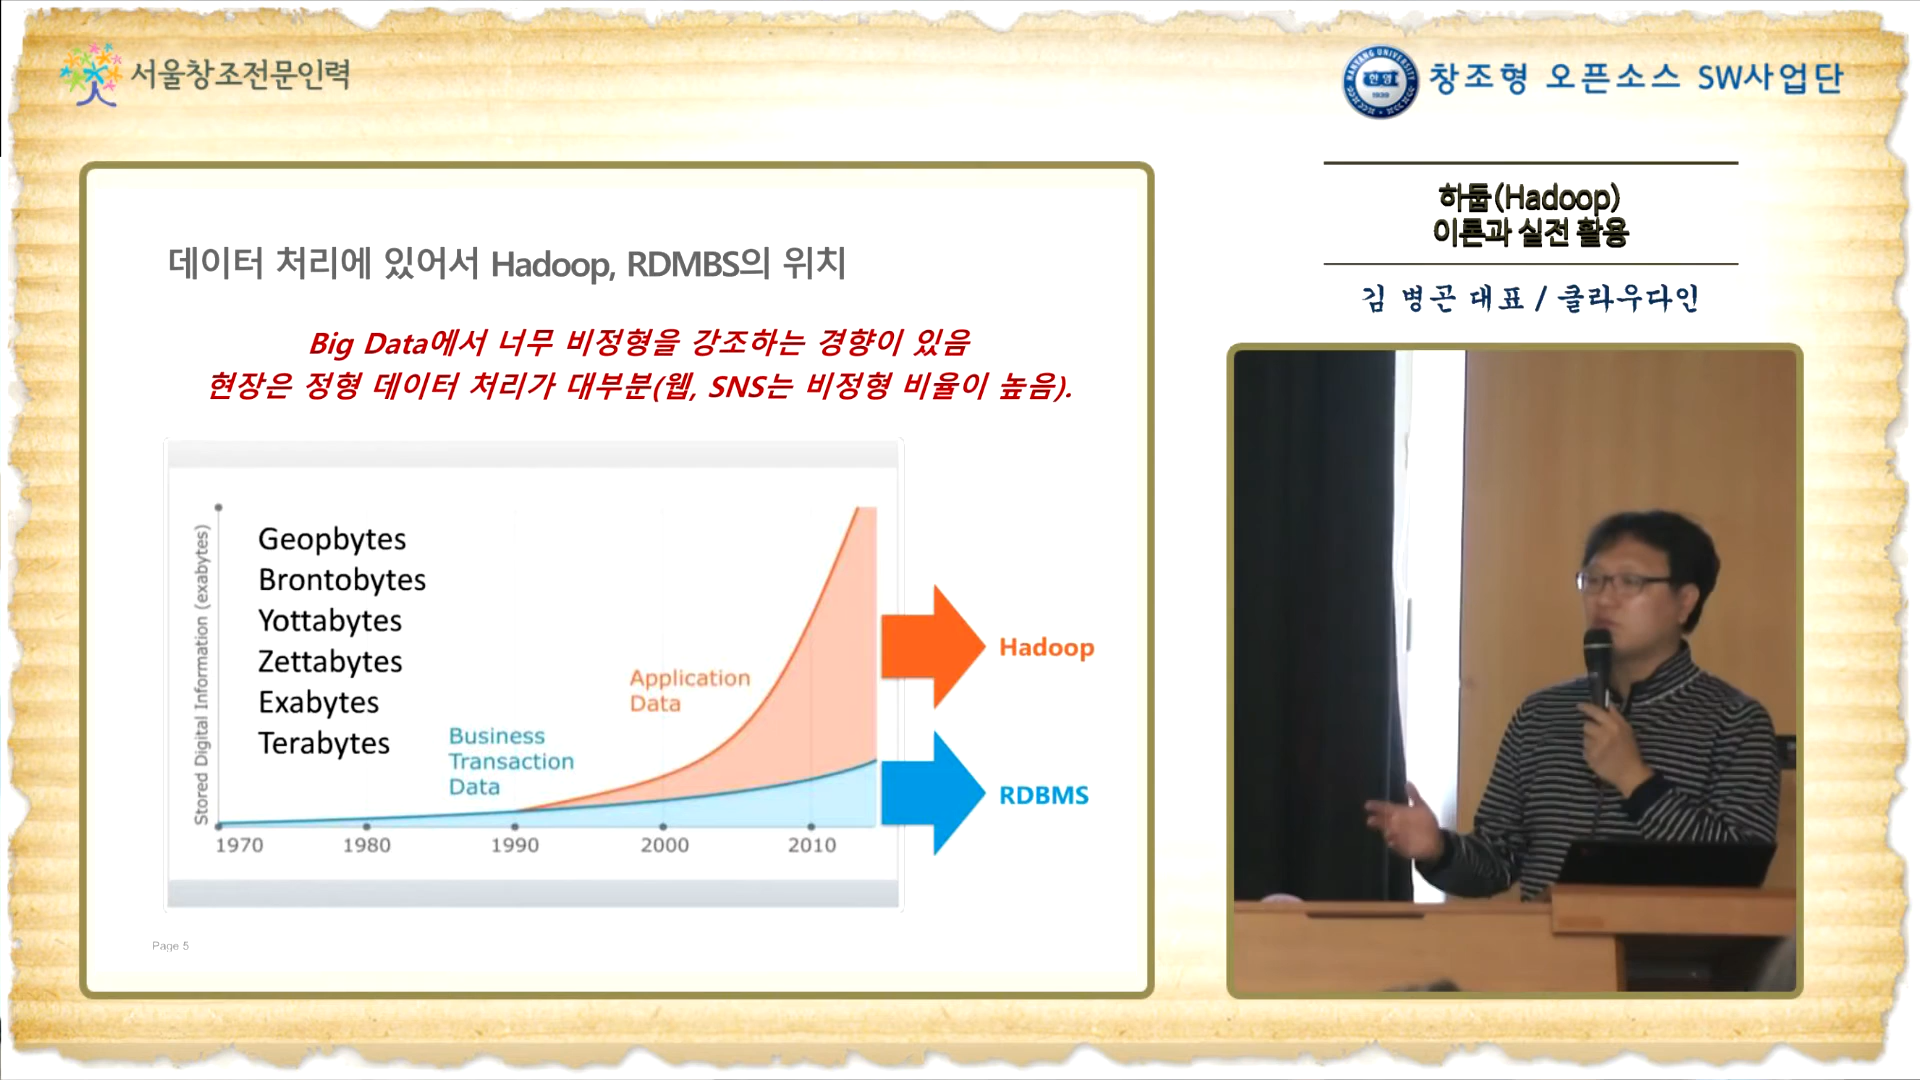 서울창조전문인력
HANYANG UNIVERSITY
한양
1939
창조형 오픈소스 SW사업단
하둡(Hadoop)
이론과 실전 활용
김 병곤 대표 / 클라우다인
데이터 처리에 있어서 Hadoop, RDMBS의 위치
Big Data에서 너무 비정형을 강조하는 경향이 있음
현장은 정형 데이터 처리가 대부분(웹, SNS는 비정형 비율이 높음).
Stored Digital Information (exabytes)
Geopbytes
Brontobytes
Yottabytes
Zettabytes
Exabytes
Terabytes
Application
Data
Business
Transaction
Data
Hadoop
RDBMS
1970 1980 1990 2000 2010
Page 5